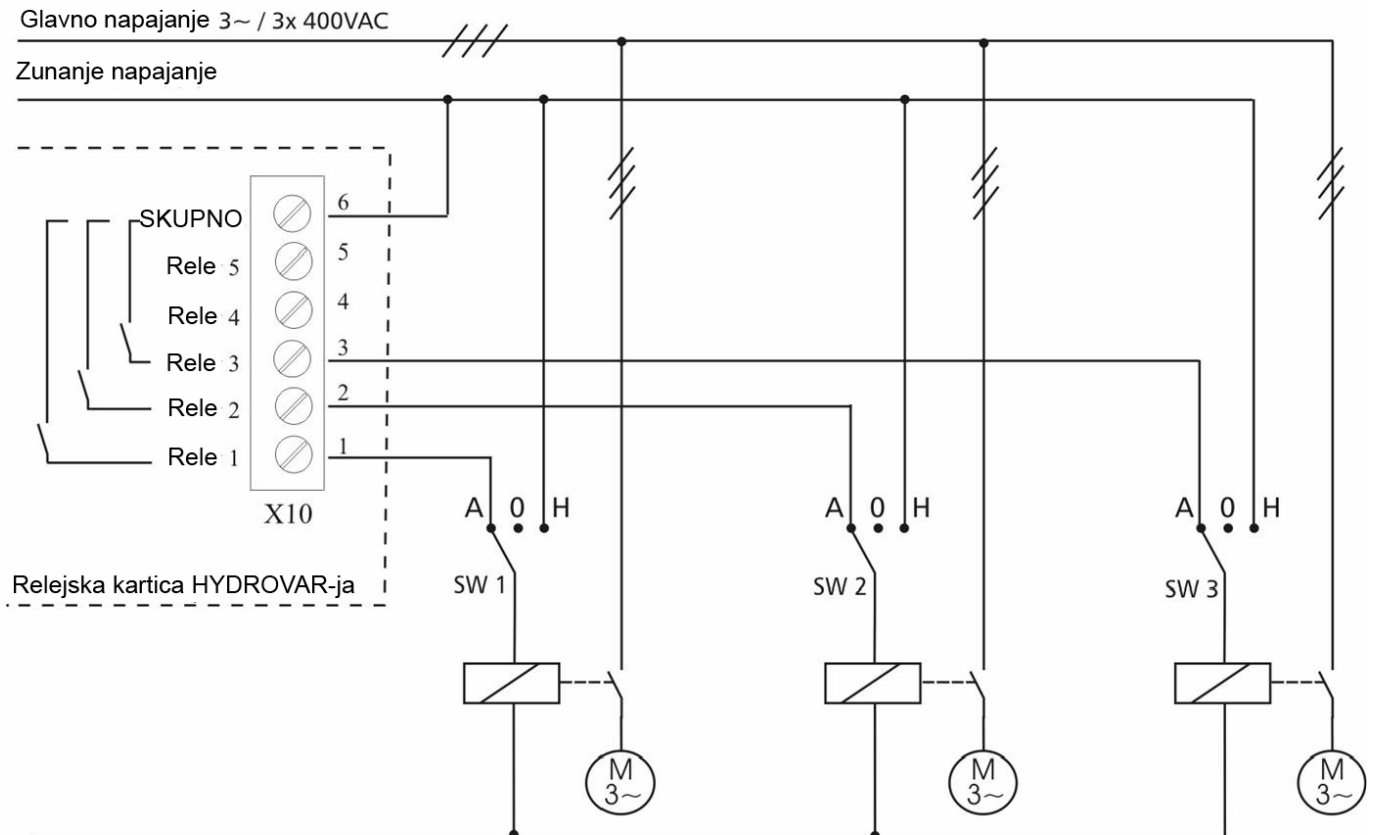 Glavno napajanje 3~ / 3x 400VAC
Zunanje napajanje
SKUPNO 6
Rele 5 5
Rele 4 4
Rele 3 3
Rele 2 2
Rele 1 1
X10
A 0 H
A 0 H
A 0 H
SW 1
SW 2
SW 3
Relejska kartica HYDROVAR-ja
M
3~
M
3~
M
3~